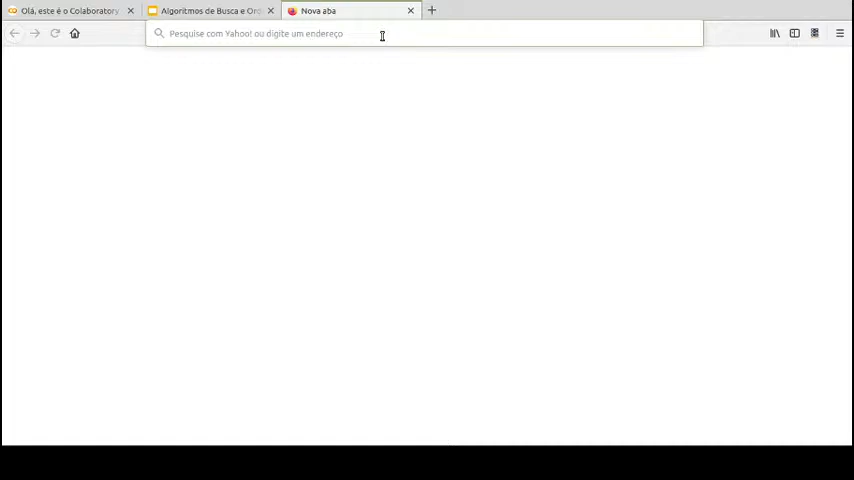 Olá, este é o Colaboratory
Algoritmos de Busca e Ord
Nova aba
Pesquise com Yahoo! ou digite um endereço